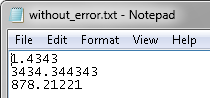 without_error.txt - Notepad
File Edit Format View Help
1.4343
3434.344343
878.21221